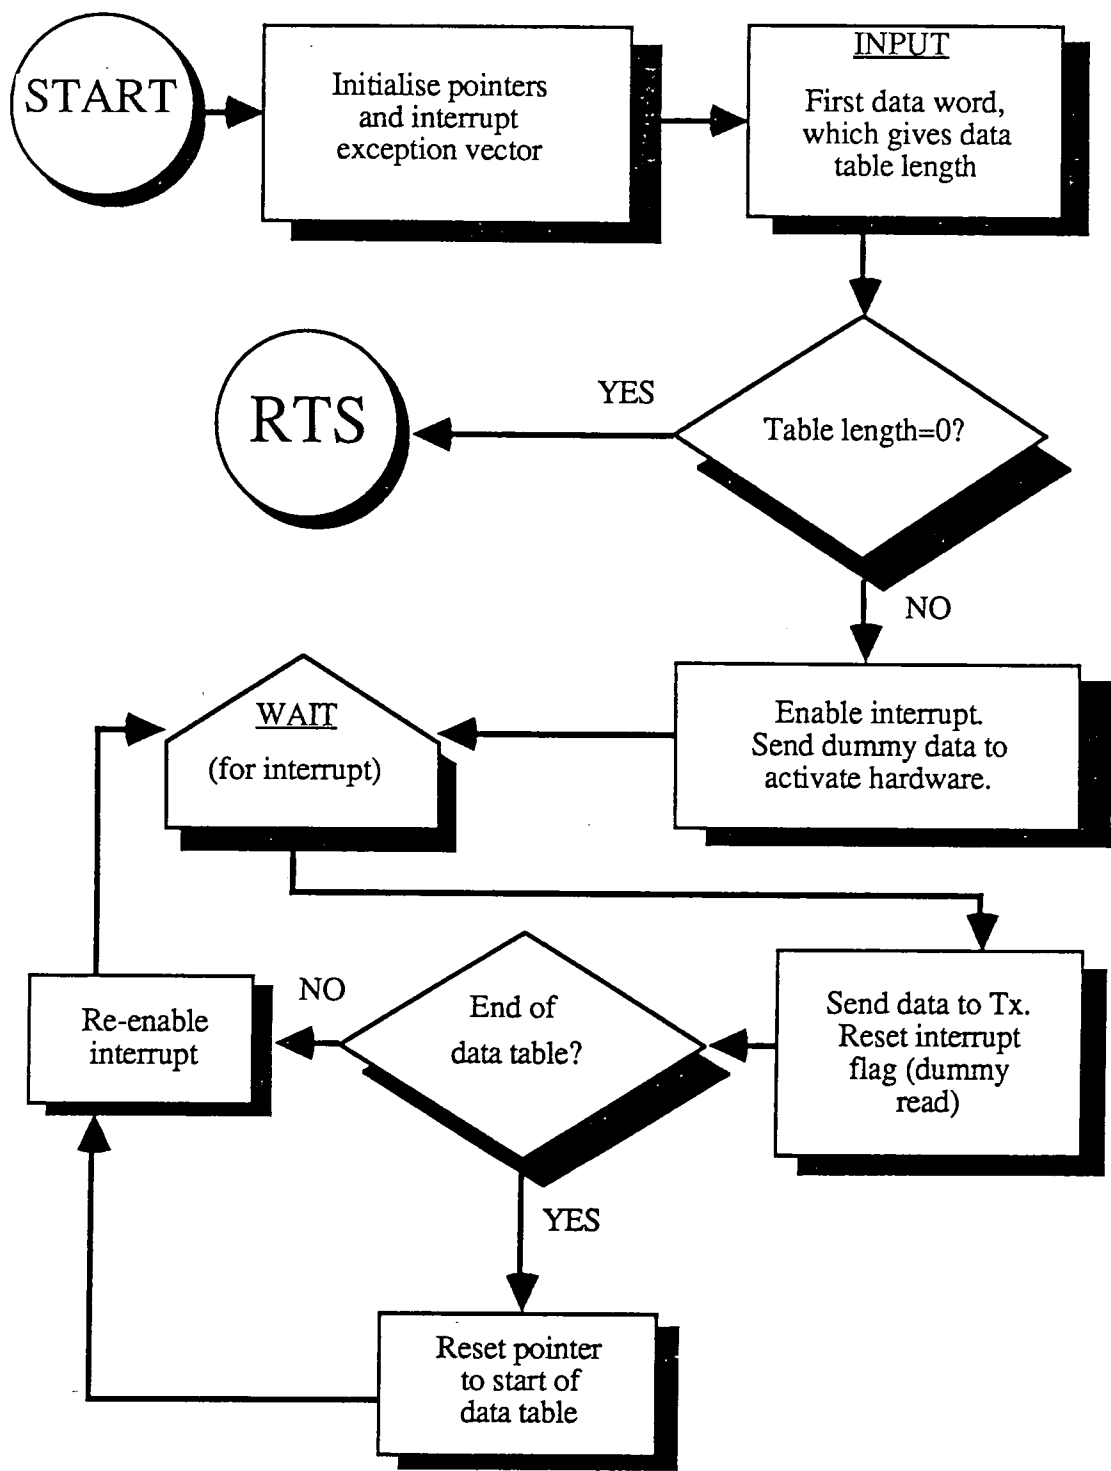 START
Initialise pointers
and interrupt
exception vector
INPUT
First data word,
which gives data
table length
YES
RTS
Table length=0?
NO
WAIT
(for interrupt)
Enable interrupt.
Send dummy data to
activate hardware.
Re-enable
interrupt
NO
End of
data table?
Send data to Tx.
Reset interrupt
flag (dummy
read)
YES
Reset pointer
to start of
data table